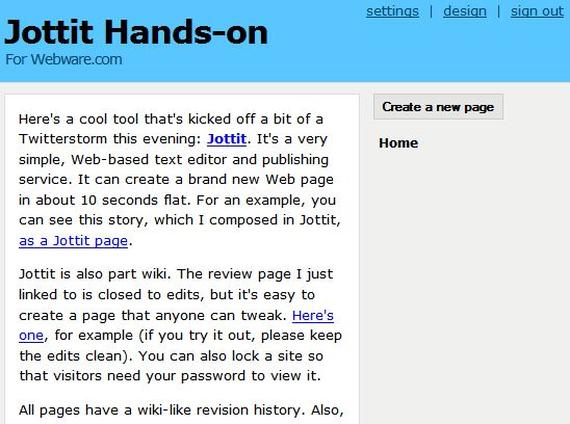 settings | design | sign out
Jottit Hands-on
For Webware.com
Create a new page
Home
Here's a cool tool that's kicked off a bit of a
Twitterstorm this evening: Jottit. It's a very
simple, Web-based text editor and publishing
service. It can create a brand new Web page
in about 10 seconds flat. For an example, you
can see this story, which I composed in Jottit,
as a Jottit page.
Jottit is also part wiki. The review page I just
linked to is closed to edits, but it's easy to
create a page that anyone can tweak. Here's
one, for example (if you try it out, please keep
the edits clean). You can also lock a site so
that visitors need your password to view it.
All pages have a wiki-like revision history. Also,